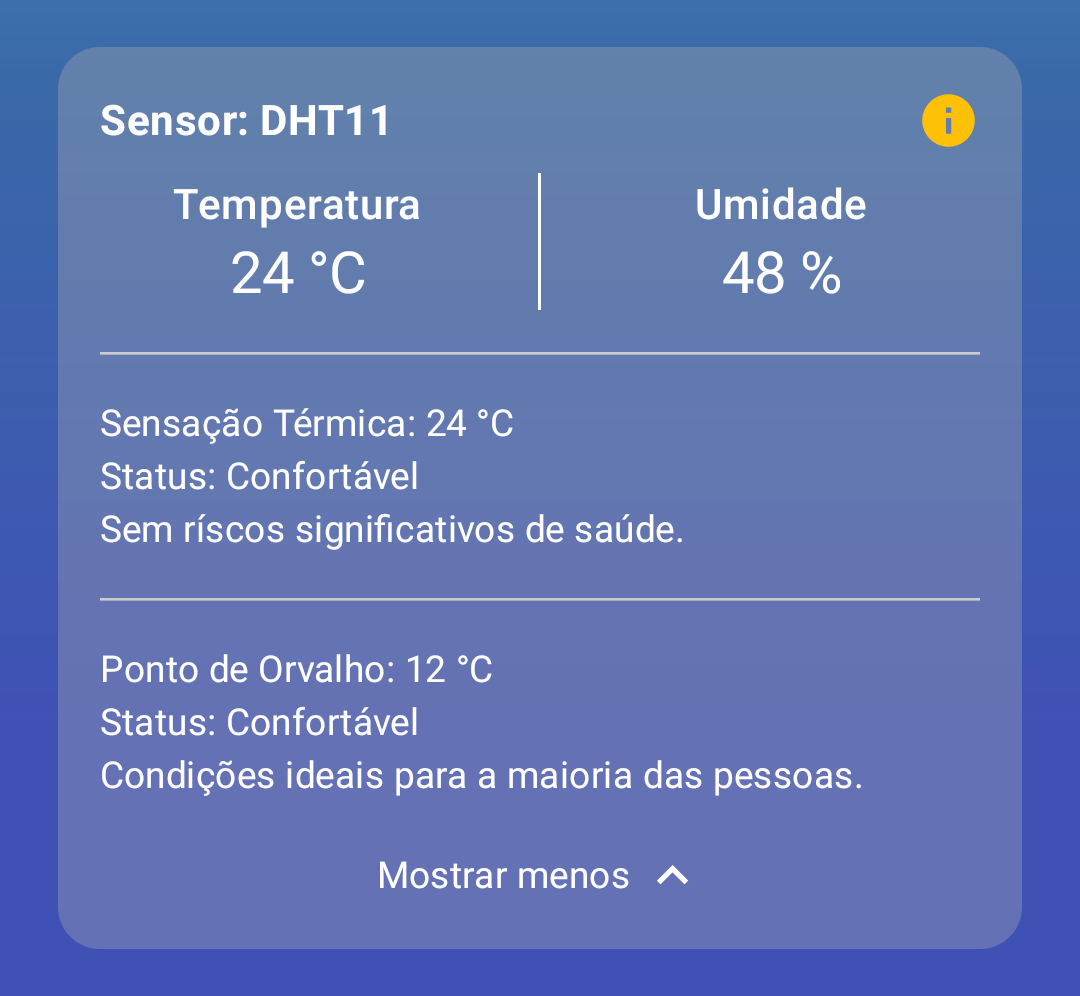 Sensor: DHT11
Temperatura
24 °C
Umidade
48 %
Sensação Térmica: 24 °C
Status: Confortável
Sem ríscos significativos de saúde.
Ponto de Orvalho: 12 °C
Status: Confortável
Condições ideais para a maioria das pessoas.
Mostrar menos